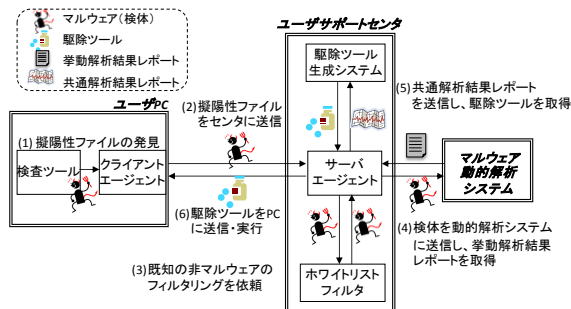 マルウェア(検体)
駆除ツール
挙動解析結果レポート
共通解析結果レポート
ユーザサポートセンタ
駆除ツール
生成システム
(5) 共通解析結果レポート
を送信し、駆除ツールを取得
ユーザPC
(1) 擬陽性ファイルの発見
検査ツール
クライアント
エージェント
(2) 擬陽性ファイル
をセンタに送信
サーバ
エージェント
マルウェア
動的解析
システム
(6) 駆除ツールをPC
に送信・実行
(4) 検体を動的解析システム
に送信し、挙動解析結果
レポートを取得
(3) 既知の非マルウェアの
フィルタリングを依頼
ホワイトリスト
フィルタ